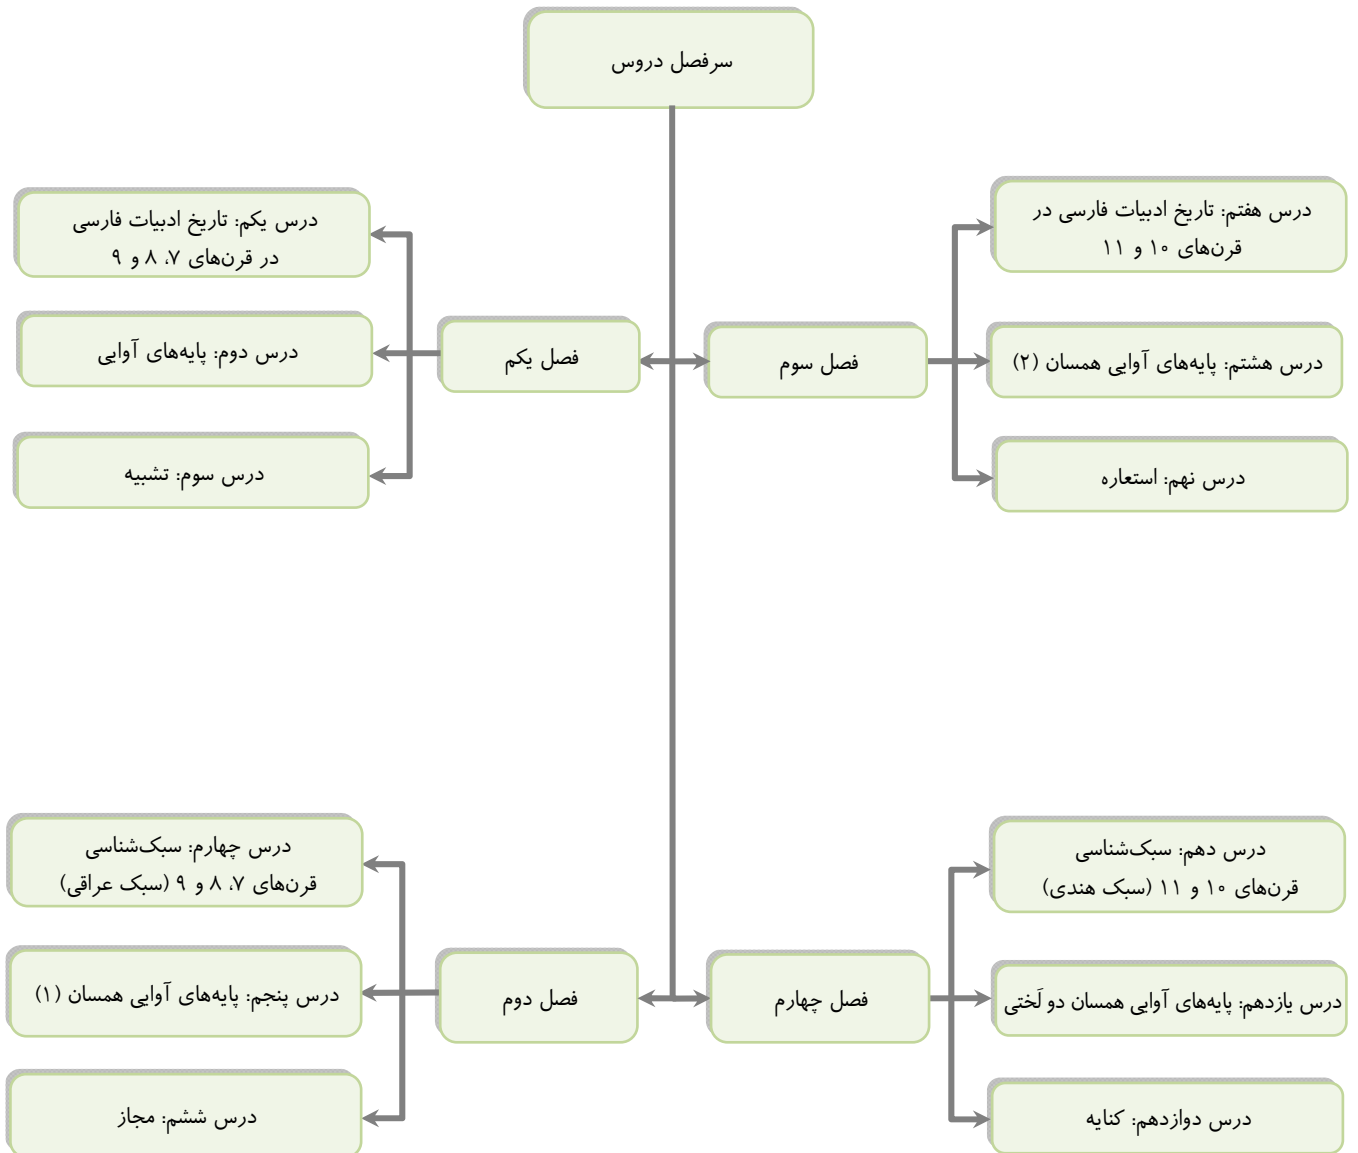 سرفصل دروس
فصل یکم
درس یکم: تاریخ ادبیات فارسی
در قرن‌های ۷، ۸ و ۹
درس دوم: پایه‌های آوایی
درس سوم: تشبیه
فصل دوم
درس چهارم: سبک‌شناسی
قرن‌های ۷، ۸ و ۹ (سبک عراقی)
درس پنجم: پایه‌های آوایی همسان (۱)
درس ششم: مجاز
فصل سوم
درس هفتم: تاریخ ادبیات فارسی در
قرن‌های ۱۰ و ۱۱
درس هشتم: پایه‌های آوایی همسان (۲)
درس نهم: استعاره
فصل چهارم
درس دهم: سبک‌شناسی
قرن‌های ۱۰ و ۱۱ (سبک هندی)
درس یازدهم: پایه‌های آوایی همسان دو لَختی
درس دوازدهم: کنایه